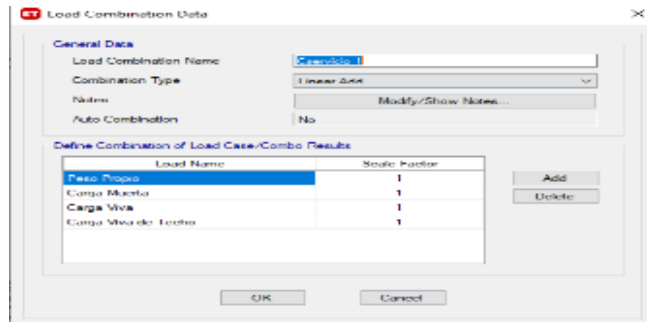 Load Combination Data
General Data
Load Combination Name Cservicio 1
Combination Type Linear Add
Notes Modify/Show Notes...
Auto Combination No
Define Combination of Load Case/Combo Results
Load Name Scale Factor
Peso Propio 1 Add
Carga Muerta 1 Delete
Carga Viva 1
Carga Viva de Techo 1
OK Cancel